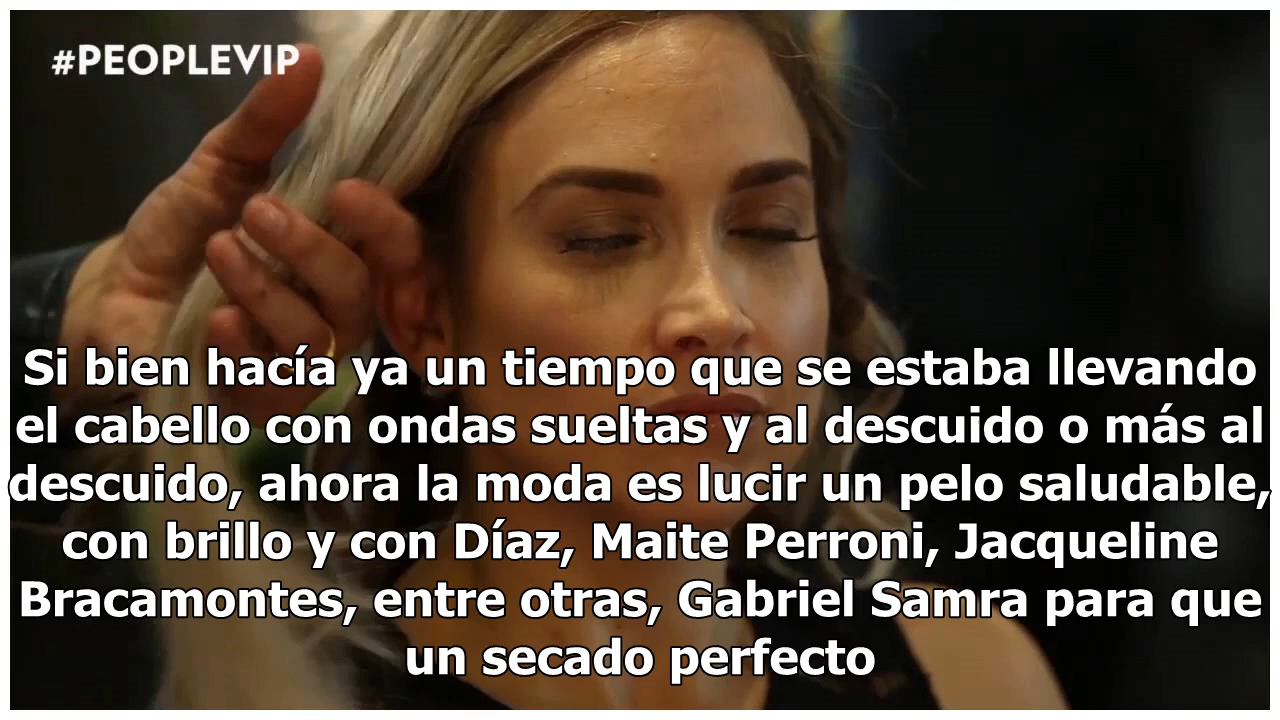 #PEOPLEVIP
Si bien hacía ya un tiempo que se estaba llevando
el cabello con ondas sueltas y al descuido o más al
descuido, ahora la moda es lucir un pelo saludable,
con brillo y con Díaz, Maite Perroni, Jacqueline
Bracamontes, entre otras, Gabriel Samra para que
un secado perfecto